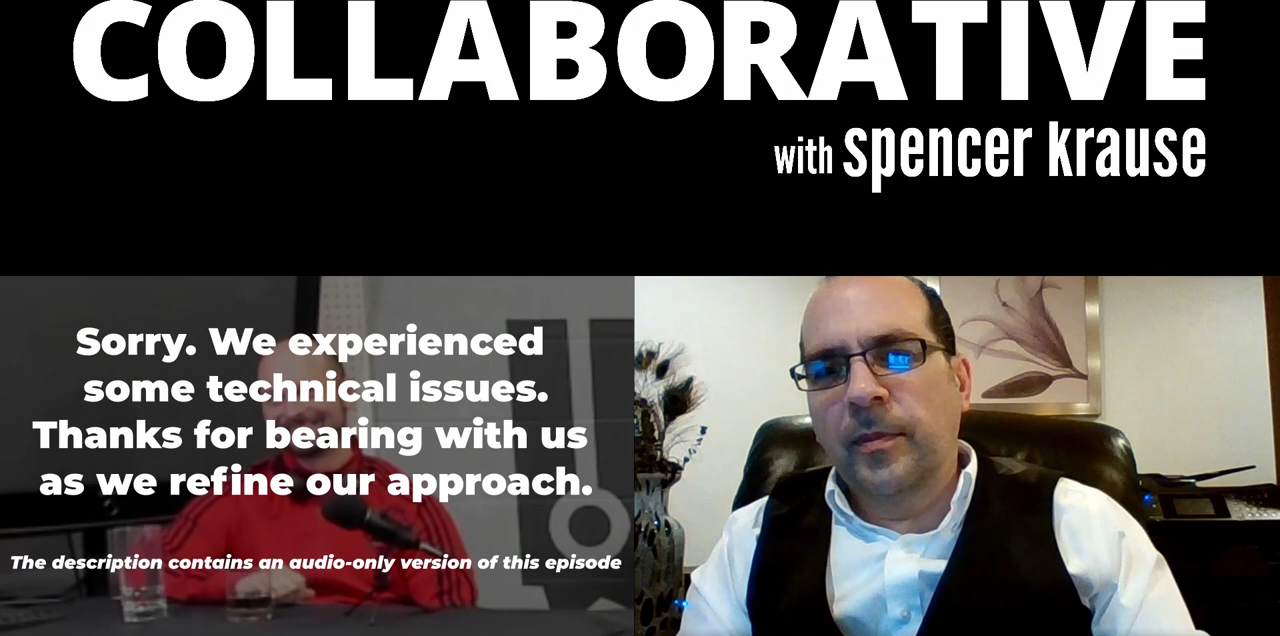 COLLABORATIVE
with spencer krause
Sorry. We experienced
some technical issues.
Thanks for bearing with us
as we refine our approach.
The description contains an audio-only version of this episode